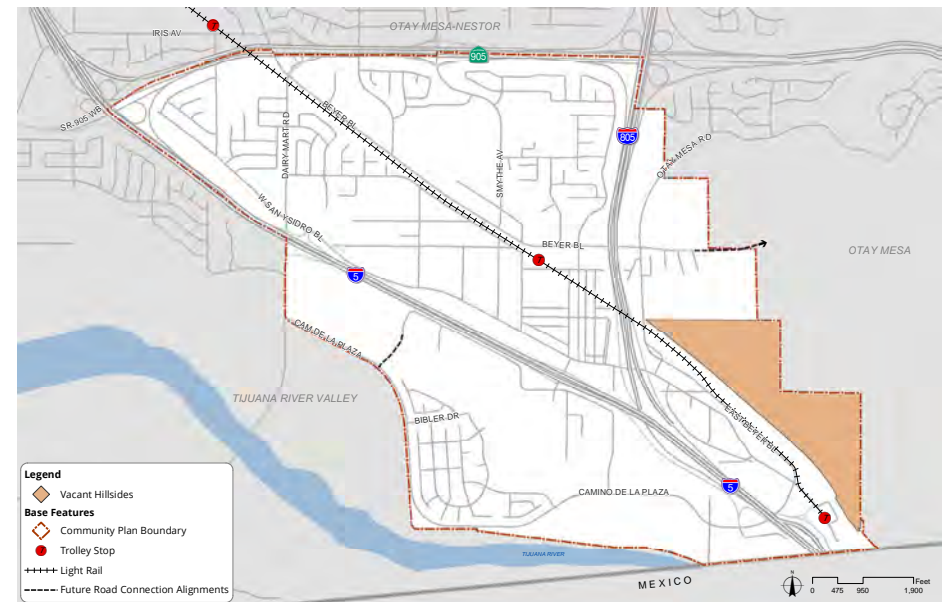 IRIS AV
OTAY MESA-NESTOR
905
SR-905 WB
BEYER BL
805
DAIRY MART RD
SMYTHE AV
OTAY MESA RD
W SAN YSIDRO BL
BEYER BL
OTAY MESA
5
CAM DE LA PLAZA
TIJUANA RIVER VALLEY
BIBLER DR
EAST BEYER BL
5
CAMINO DE LA PLAZA
TIJUANA RIVER
MEXICO
Legend
Vacant Hillsides
Base Features
Community Plan Boundary
Trolley Stop
Light Rail
Future Road Connection Alignments
N
Feet
0 475 950 1,900